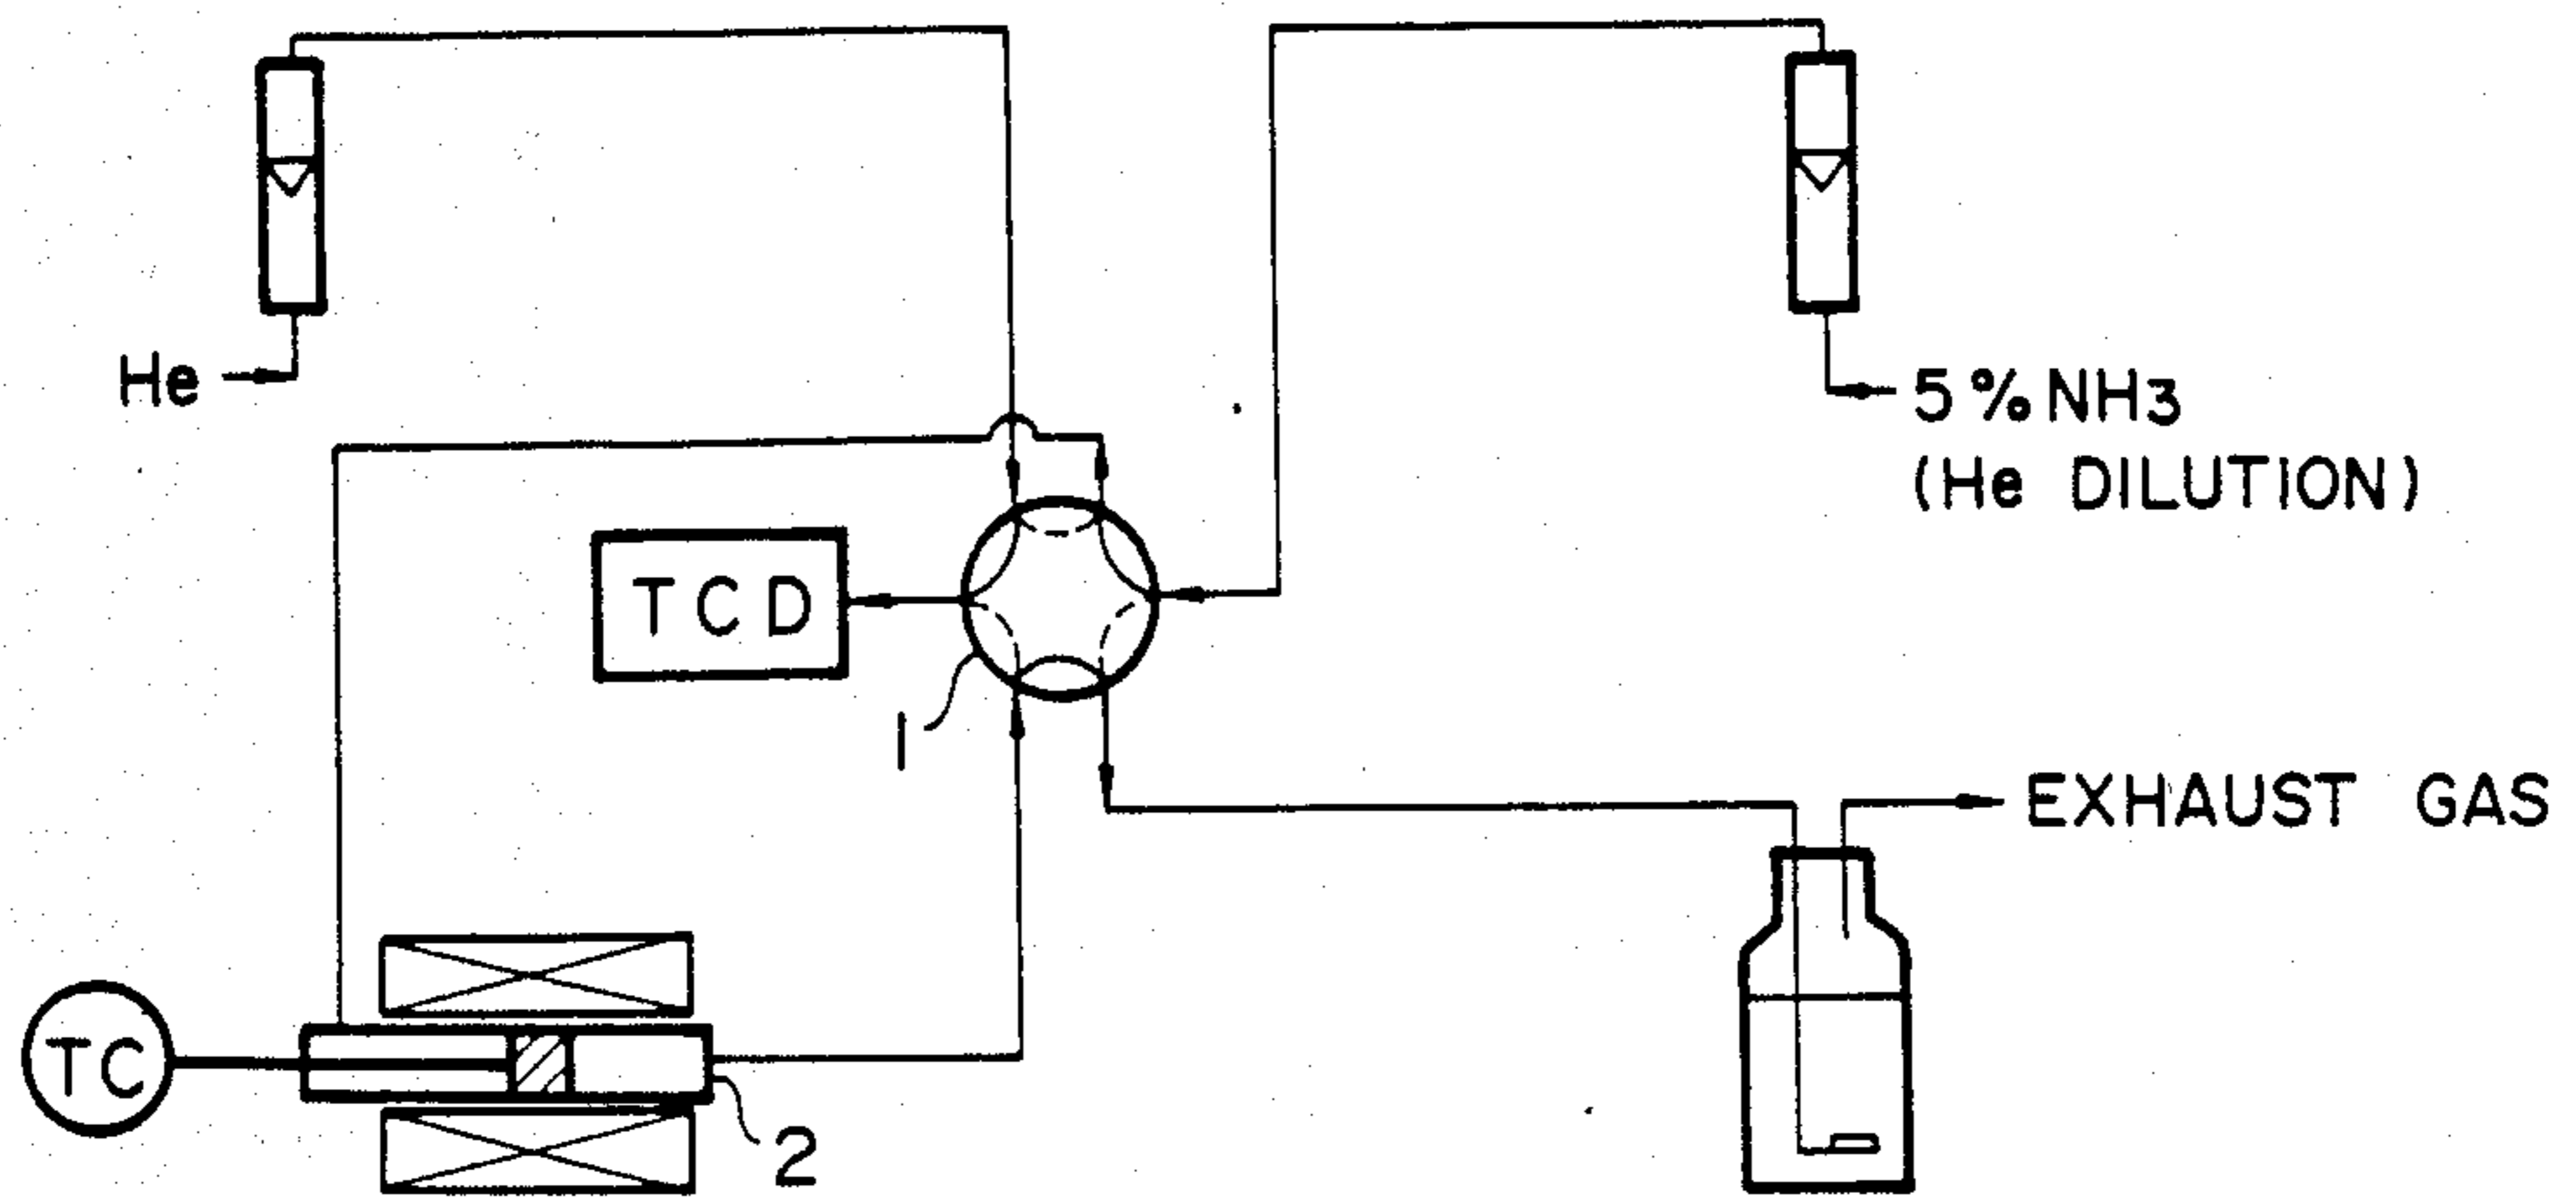 He
5%NH3
(He DILUTION)
TCD
1
EXHAUST GAS
TC
2